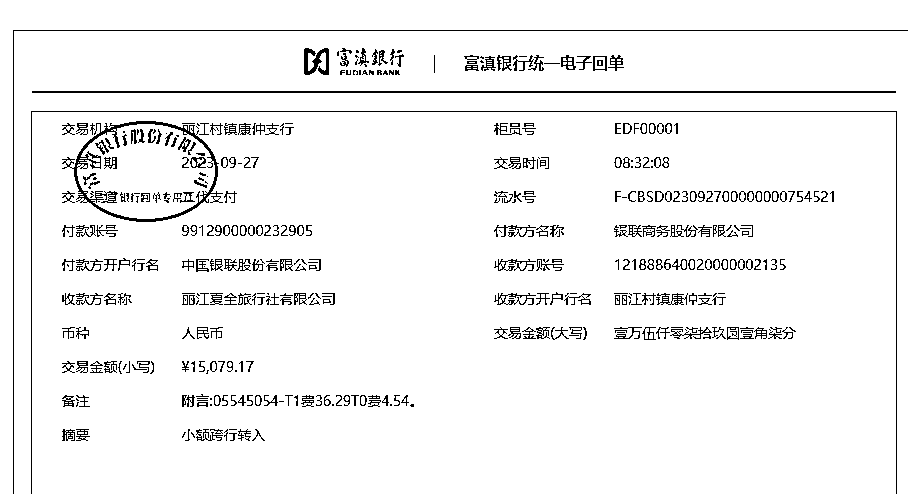 富滇銀行 富滇银行统一电子回单
FUDIAN BANK
交易机构 丽江村镇康仲支行 柜员号 EDF00001
富滇银行股份有限公司
交易日期 2023-09-27 交易时间 08:32:08
交易渠道 二代支付 流水号 F-CBSD023092700000000754521
银行回单专用
付款账号 9912900000232905 付款方名称 银联商务股份有限公司
付款方开户行名 中国银联股份有限公司 收款方账号 121888640020000002135
收款方名称 丽江夏全旅行社有限公司 收款方开户行名 丽江村镇康仲支行
币种 人民币 交易金额(大写) 壹万伍仟零柒拾玖圆壹角柒分
交易金额(小写) ¥15,079.17
备注 附言:05545054-T1费36.29T0费4.54。
摘要 小额跨行转入